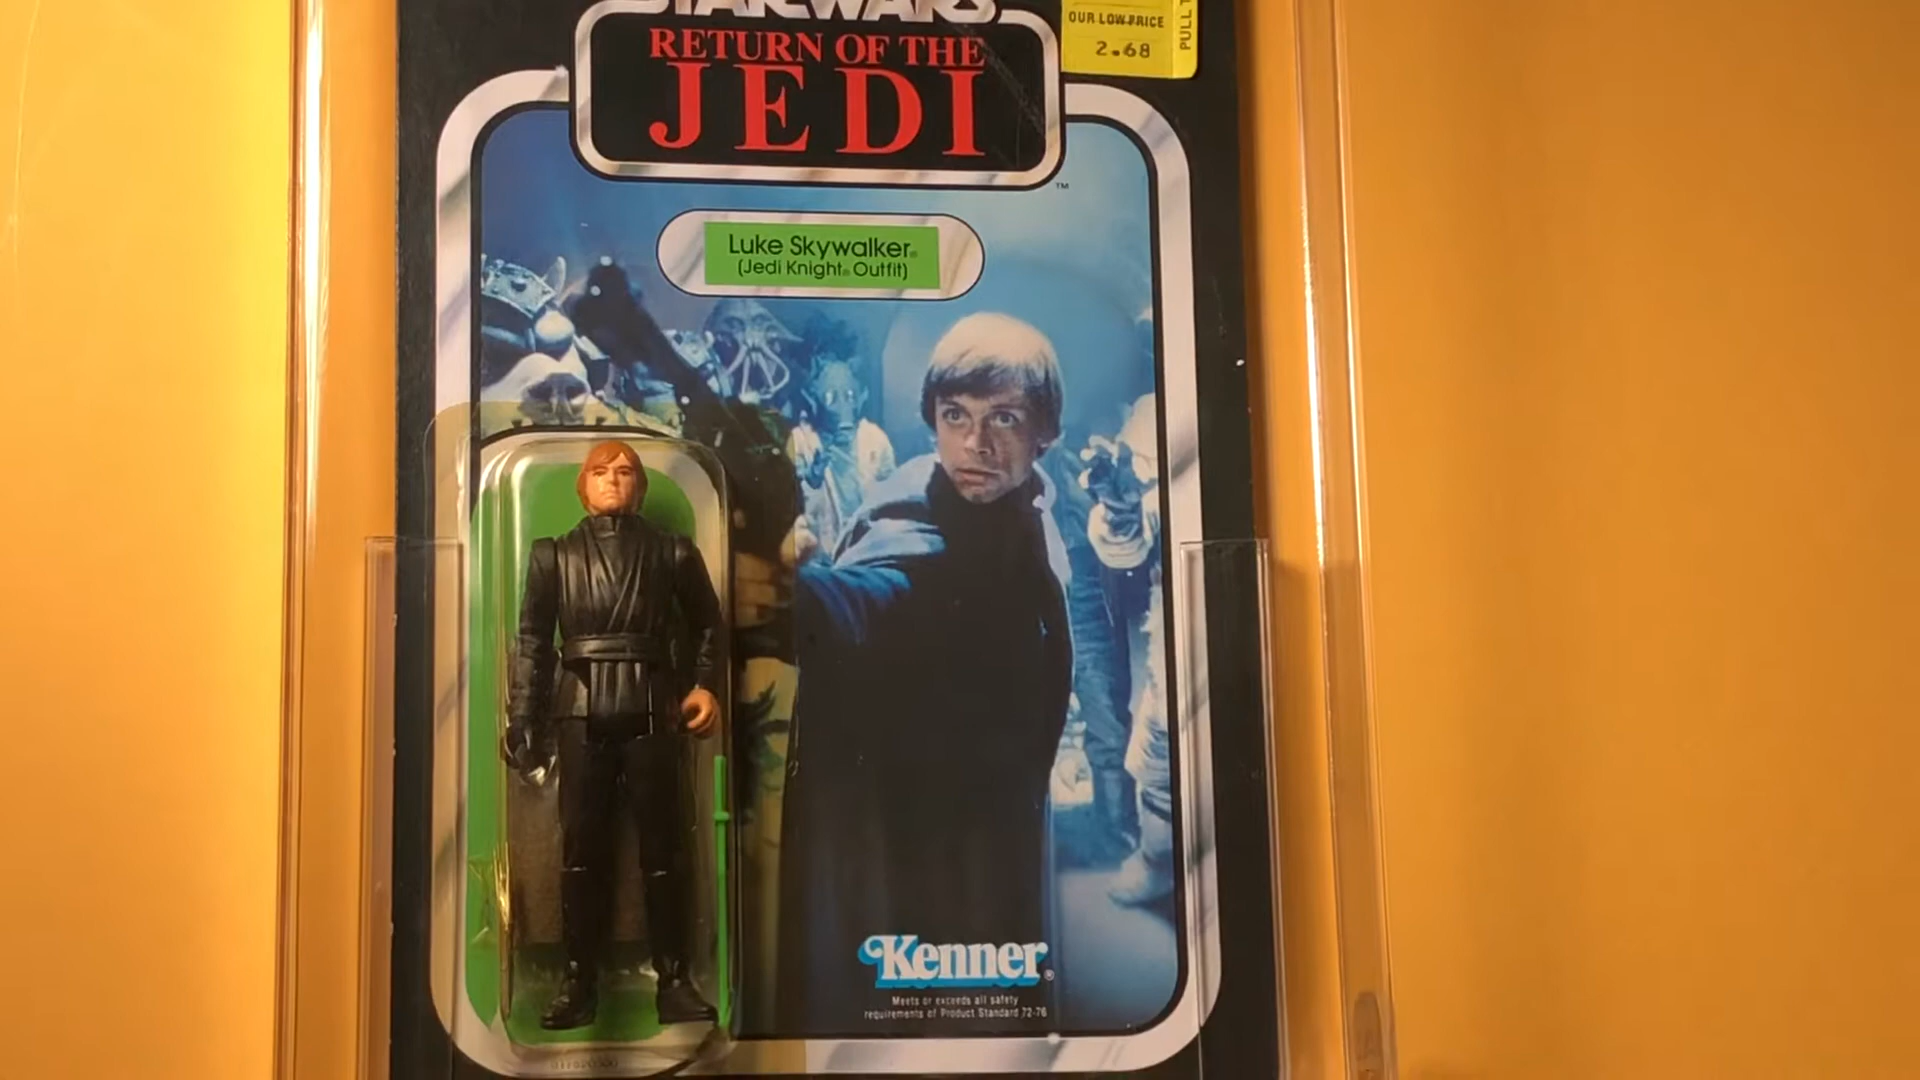 STAR WARS
RETURN OF THE
JEDI
™
OUR LOW PRICE
2.68
PULL
Luke Skywalker®
(Jedi Knight® Outfit)
Kenner®
Meets or exceeds all safety
requirements of Product Standard 72-76